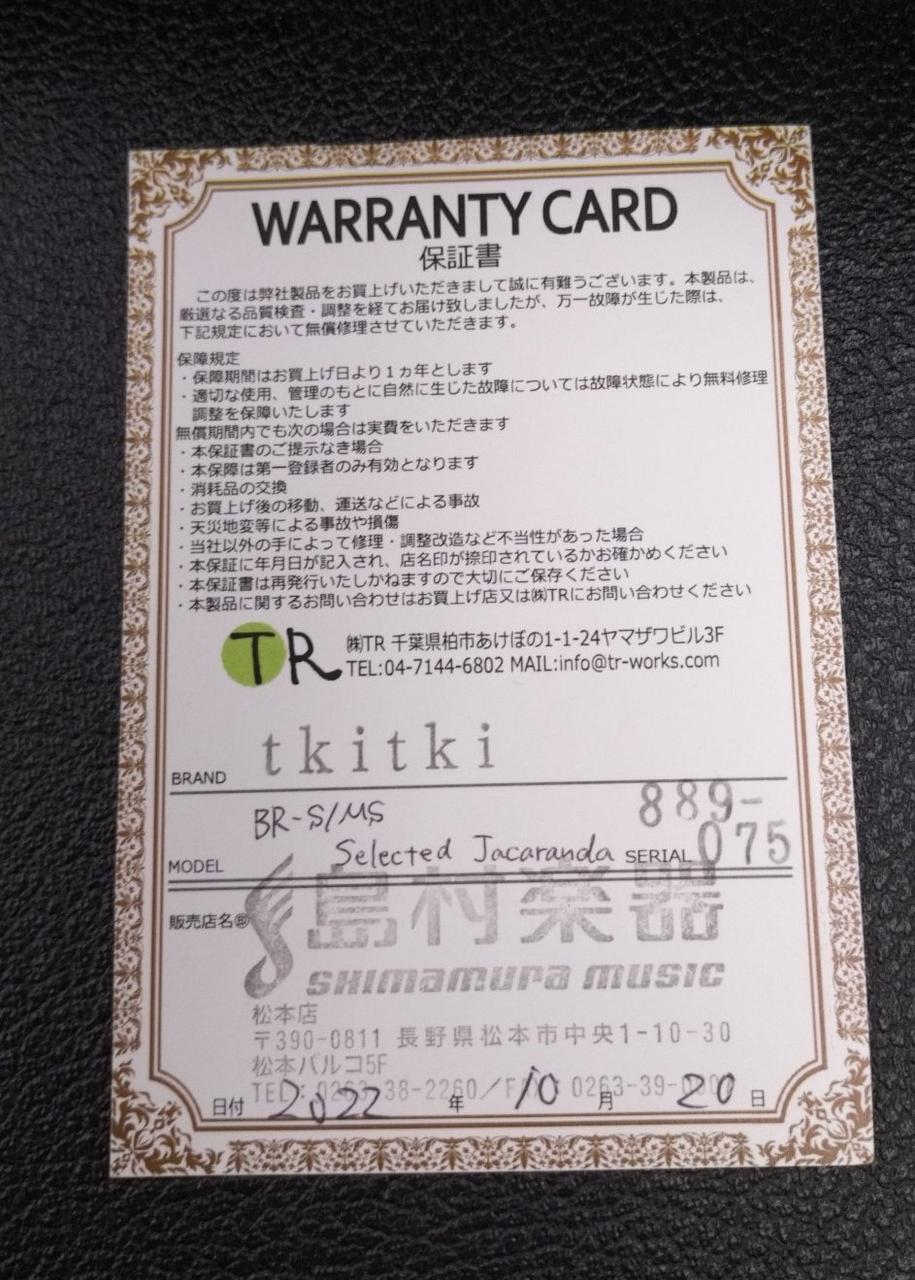 WARRANTY CARD
保証書
この度は弊社製品をお買上げいただきまして誠に有難うございます。本製品は、
厳選なる品質検査・調整を経てお届け致しましたが、万一故障が生じた際は、
下記規定において無償修理させていただきます。
保障規定
・保障期間はお買上げ日より1ヵ年とします
・適切な使用、管理のもとに自然に生じた故障については故障状態により無料修理
調整を保障いたします
無償期間内でも次の場合は実費をいただきます
・本保証書のご提示なき場合
・本保障は第一登録者のみ有効となります
・消耗品の交換
・お買上げ後の移動、運送などによる事故
・天災地変等による事故や損傷
・当社以外の手によって修理・調整改造など不当性があった場合
・本保証に年月日が記入され、店名印が捺印されているかお確かめください
・本保証書は再発行いたしかねますので大切にご保存ください
・本製品に関するお問い合わせはお買上げ店又は㈱TRにお問い合わせください
TR ㈱TR 千葉県柏市あけぼの1-1-24ヤマザワビル3F
TEL:04-7144-6802 MAIL:info@tr-works.com
BRAND tkitki
BR-S/MS 889-
MODEL Selected Jacaranda SERIAL 075
販売店名㊞ 島村楽器
SHIMAMURA MUSIC
松本店
〒390-0811 長野県松本市中央1-10-30
松本パルコ5F
TEL: 0263-38-2260/FAX 0263-39-
日付 2022 年 10 月 20 日